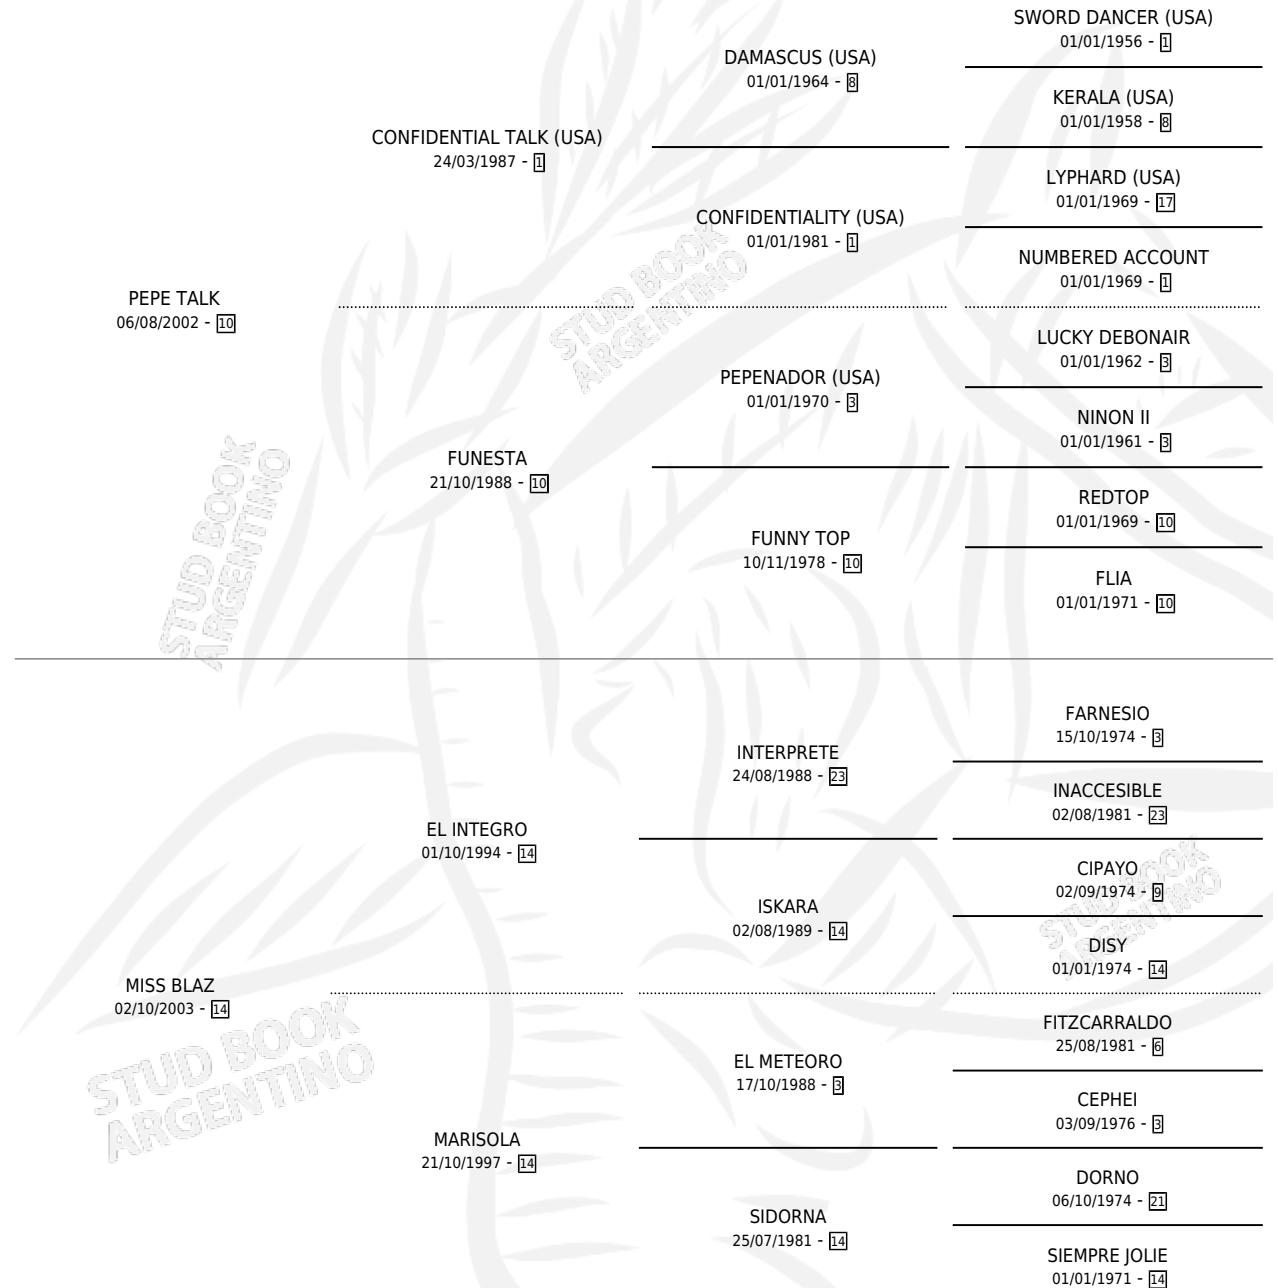 SWORD DANCER (USA)
01/01/1956 - 1
DAMASCUS (USA)
01/01/1964 - 8
KERALA (USA)
01/01/1958 - 8
CONFIDENTIAL TALK (USA)
24/03/1987 - 1
LYPHARD (USA)
01/01/1969 - 17
CONFIDENTIALITY (USA)
01/01/1981 - 1
NUMBERED ACCOUNT
01/01/1969 - 1
PEPE TALK
06/08/2002 - 10
LUCKY DEBONAIR
01/01/1962 - 3
PEPENADOR (USA)
01/01/1970 - 3
NINON II
01/01/1961 - 3
FUNESTA
21/10/1988 - 10
REDTOP
01/01/1969 - 10
FUNNY TOP
10/11/1978 - 10
FLIA
01/01/1971 - 10
FARNESIO
15/10/1974 - 3
INTERPRETE
24/08/1988 - 23
INACCESIBLE
02/08/1981 - 23
EL INTEGRO
01/10/1994 - 14
CIPAYO
02/09/1974 - 9
ISKARA
02/08/1989 - 14
DISY
01/01/1974 - 14
MISS BLAZ
02/10/2003 - 14
FITZCARRALDO
25/08/1981 - 6
EL METEORO
17/10/1988 - 3
CEPHEI
03/09/1976 - 3
MARISOLA
21/10/1997 - 14
DORNO
06/10/1974 - 21
SIDORNA
25/07/1981 - 14
SIEMPRE JOLIE
01/01/1971 - 14
STUD BOOK
ARGENTINO
STUD BOOK
ARGENTINO
STUD BOOK
ARGENTINO
STUD BOOK
ARGENTINO